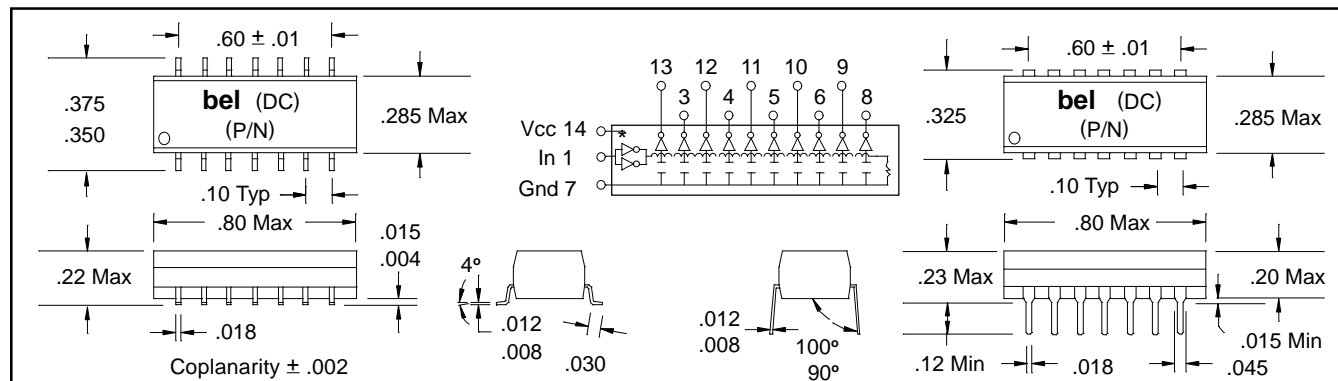 .60 ± .01
.375
.350
bel (DC)
(P/N)
.285 Max
.10 Typ
.80 Max
.22 Max
.015
.004
.018
Coplanarity ± .002
13 12 11 10 9
3 4 5 6 8
Vcc 14 *
In 1
Gnd 7
4º
.012
.008
.030
.012
.008
100º
90º
.60 ± .01
.325
bel (DC)
(P/N)
.285 Max
.10 Typ
.80 Max
.23 Max
.20 Max
.12 Min
.018
.015 Min
.045